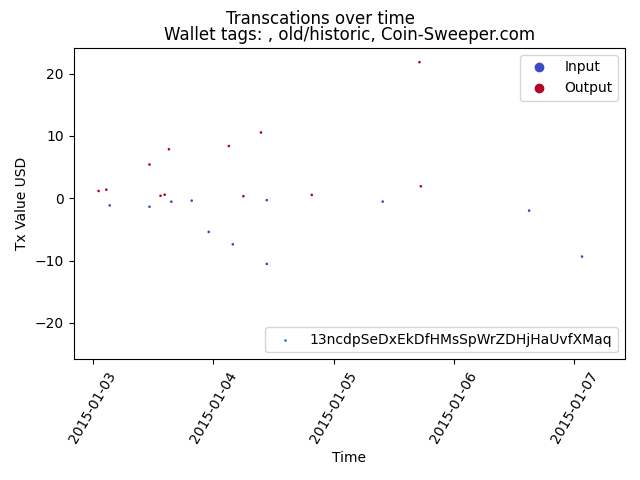 Transcations over time
Wallet tags: , old/historic, Coin-Sweeper.com
Input
Output
Tx Value USD
20
10
0
−10
−20
13ncdpSeDxEkDfHMsSpWrZDHjHaUvfXMaq
2015-01-03
2015-01-04
2015-01-05
2015-01-06
2015-01-07
Time